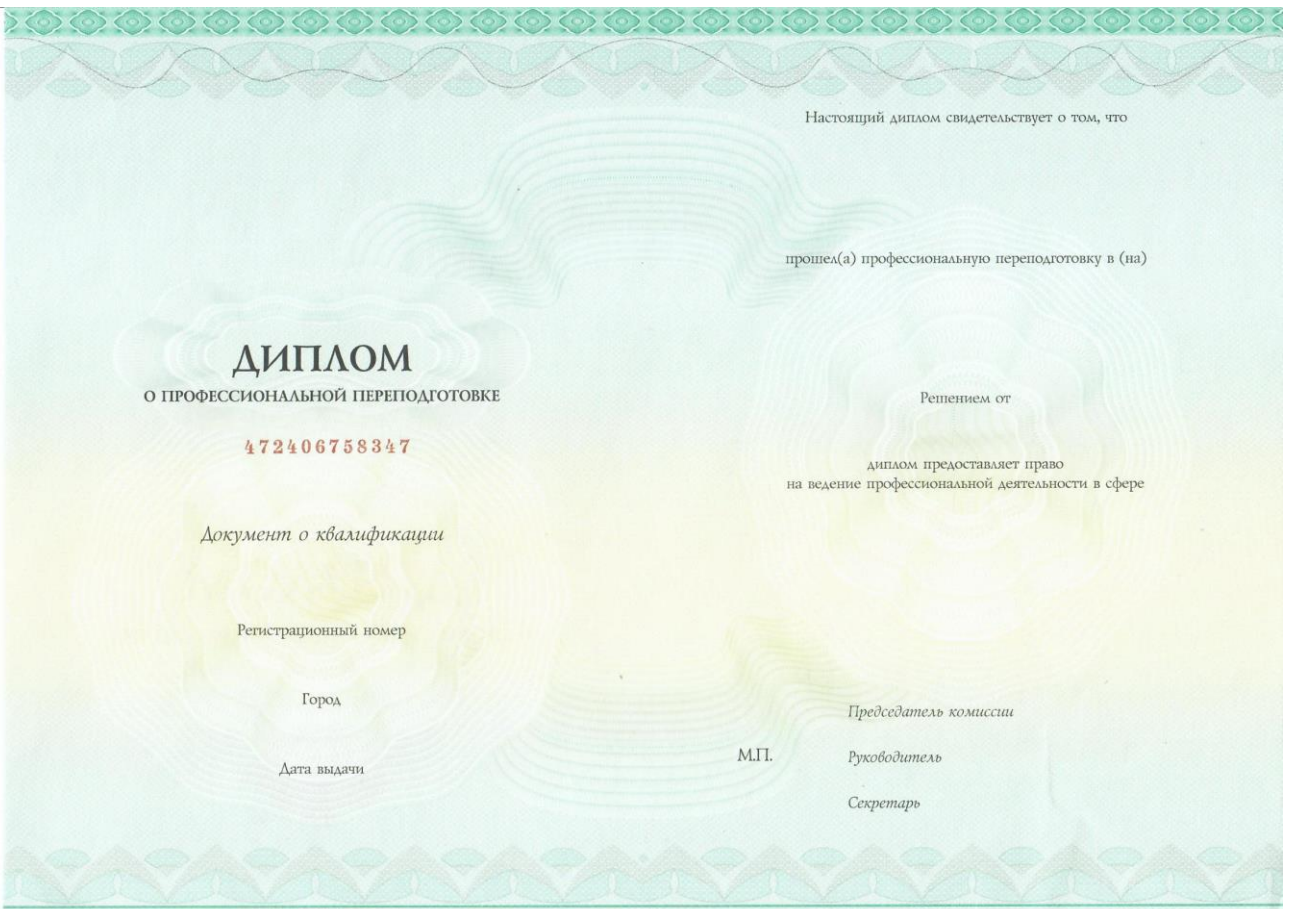 ДИПЛОМ
О ПРОФЕССИОНАЛЬНОЙ ПЕРЕПОДГОТОВКЕ
472406758347
Документ о квалификации
Регистрационный номер
Город
Дата выдачи
Настоящий диплом свидетельствует о том, что
прошел(а) профессиональную переподготовку в (на)
Решением от
диплом предоставляет право
на ведение профессиональной деятельности в сфере
Председатель комиссии
М.П.
Руководитель
Секретарь